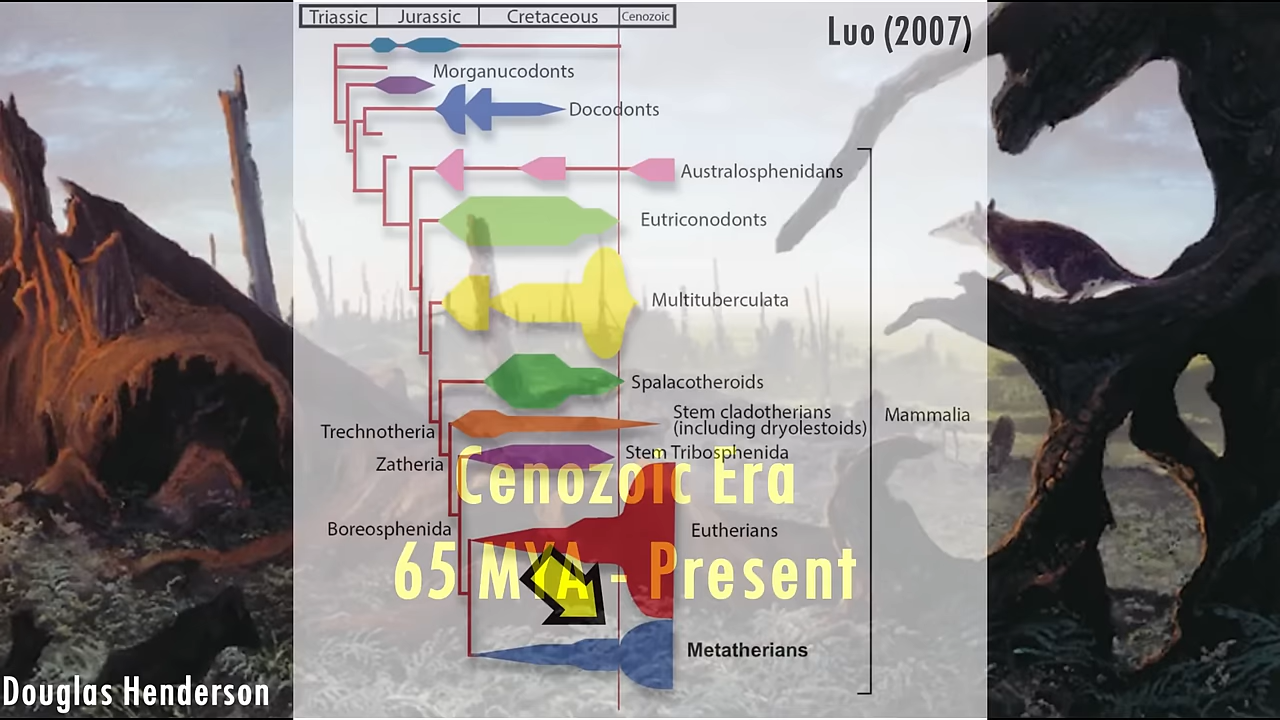 Triassic Jurassic Cretaceous Cenozoic
Luo (2007)
Morganucodonts
Docodonts
Australosphenidans
Eutriconodonts
Multituberculata
Spalacotheroids
Stem cladotherians
(including dryolestoids)
Mammalia
Trechnotheria
Stem Tribosphenida
Zatheria
Cenozoic Era
Boreosphenida
Eutherians
65 MYA - Present
Metatherians
Douglas Henderson